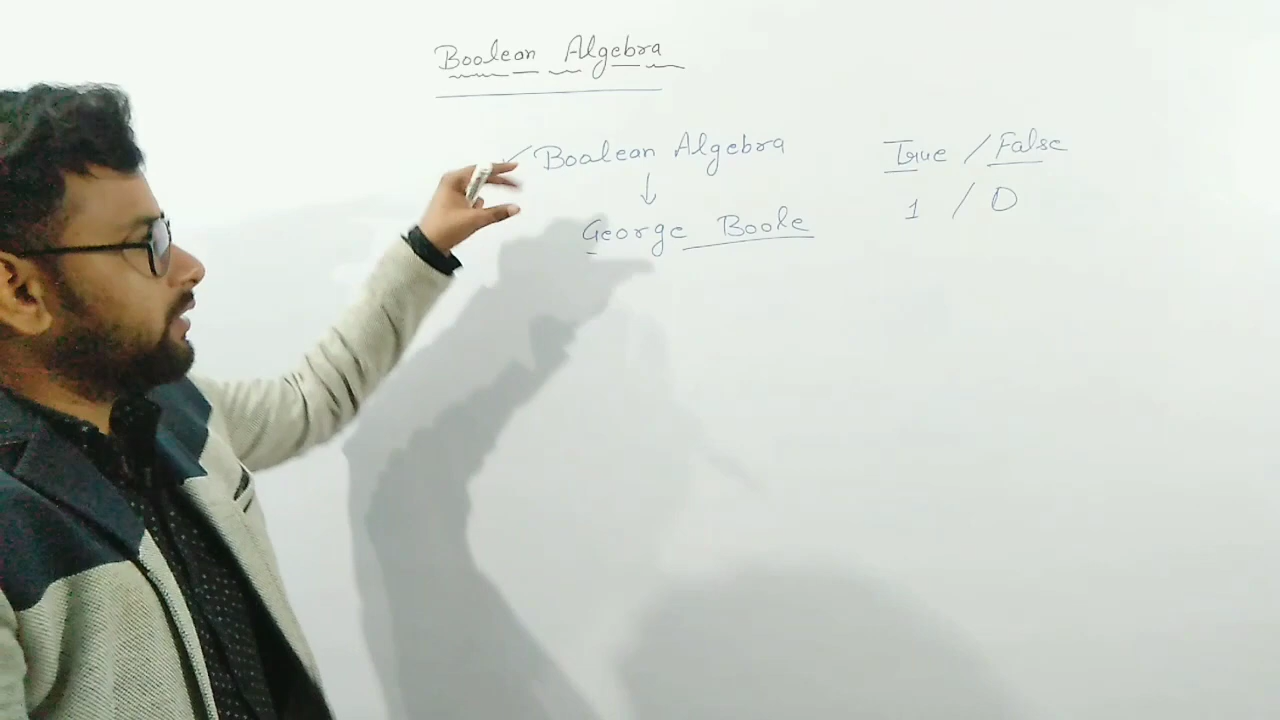 Boolean Algebra
Boolean Algebra
True / False
George Boole
1 / 0